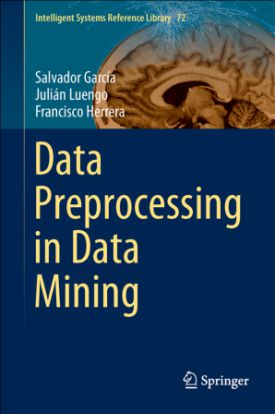 Intelligent Systems Reference Library 72
Salvador García
Julián Luengo
Francisco Herrera
Data
Preprocessing
in Data
Mining
Springer